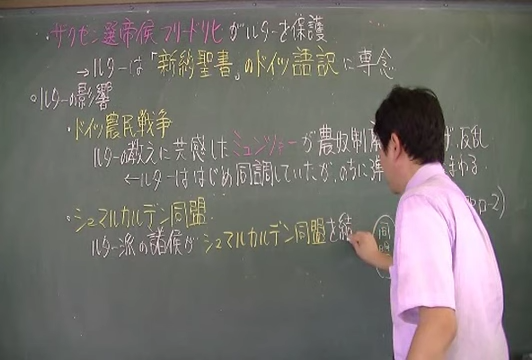 ザクセン選帝侯フリードリヒがルターを保護
→ルターは「新約聖書」のドイツ語訳に専念
・ルターの影響
・ドイツ農民戦争
ルターの教えに共感したミュンツァーが農奴制 反乱
←ルターははじめ同調していたが、のちに まわる
・シュマルカルデン同盟
ルター派の諸侯がシュマルカルデン同盟を結